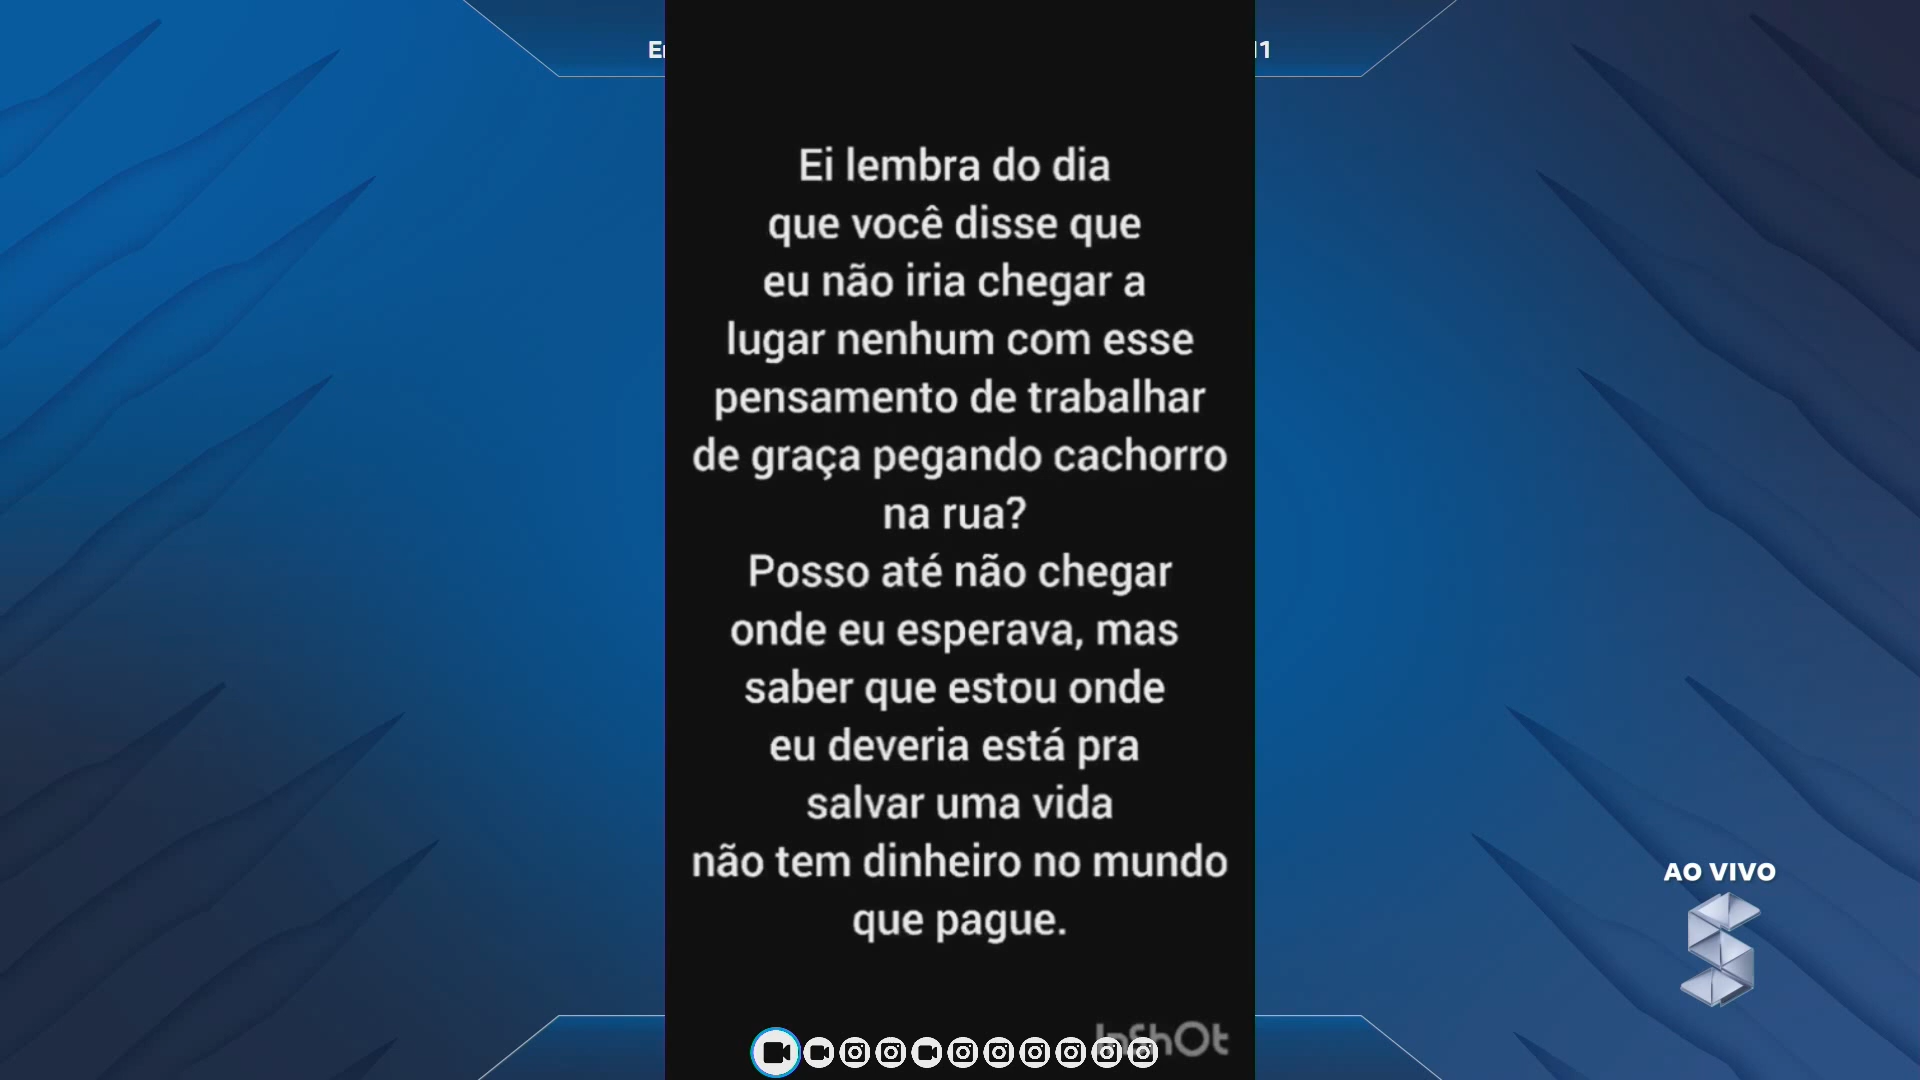 Ei lembra do dia
que você disse que
eu não iria chegar a
lugar nenhum com esse
pensamento de trabalhar
de graça pegando cachorro
na rua?
Posso até não chegar
onde eu esperava, mas
saber que estou onde
eu deveria está pra
salvar uma vida
não tem dinheiro no mundo
que pague.
AO VIVO
InShOt